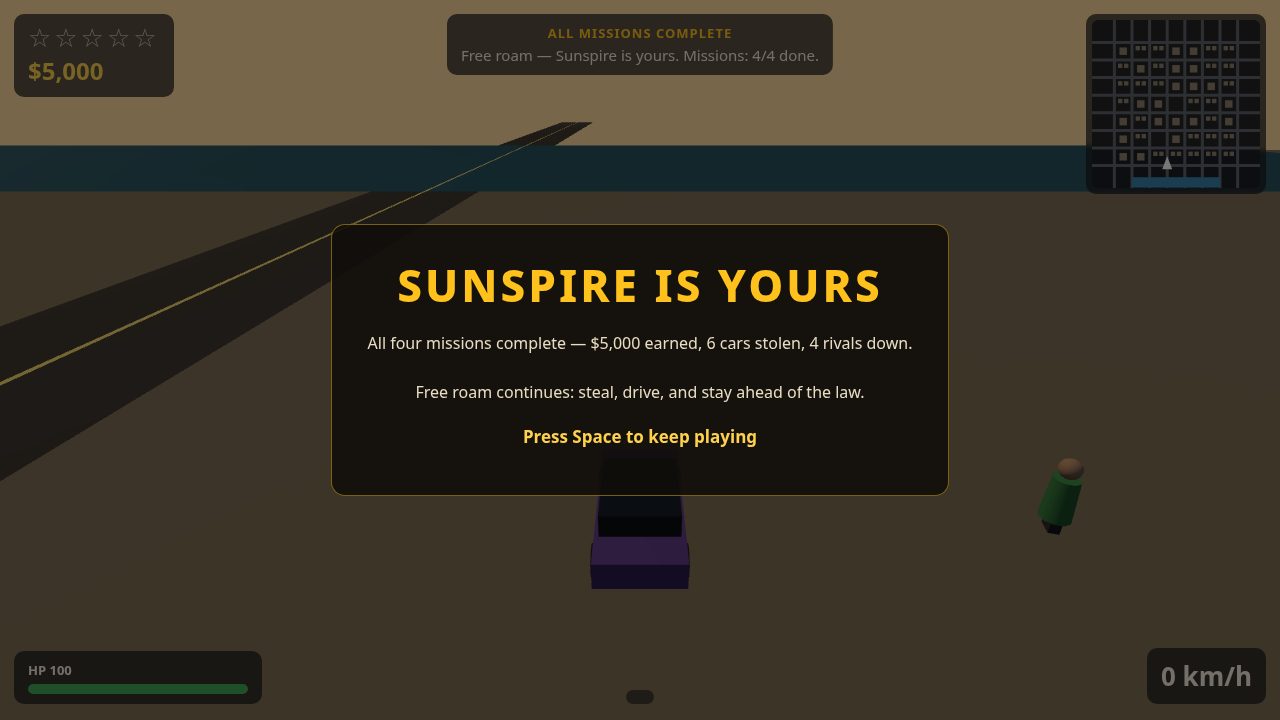 ☆☆☆☆☆
$5,000
ALL MISSIONS COMPLETE
Free roam — Sunspire is yours. Missions: 4/4 done.
SUNSPIRE IS YOURS
All four missions complete — $5,000 earned, 6 cars stolen, 4 rivals down.
Free roam continues: steal, drive, and stay ahead of the law.
Press Space to keep playing
HP 100
0 km/h